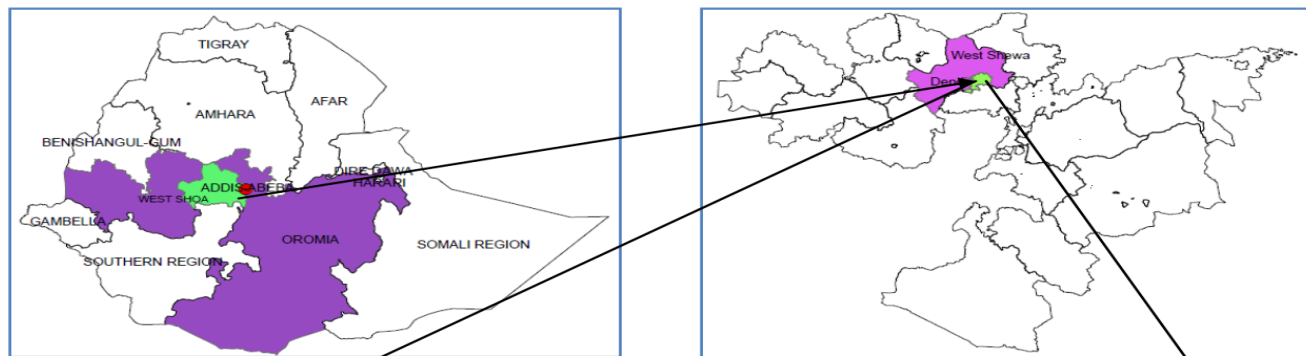 TIGRAY
AFAR
AMHARA
BENISHANGUL-GUM
DIRE DAWA
HARARI
ADDIS ABEBA
WEST SHOA
GAMBELLA
OROMIA
SOMALI REGION
SOUTHERN REGION
West Shewa